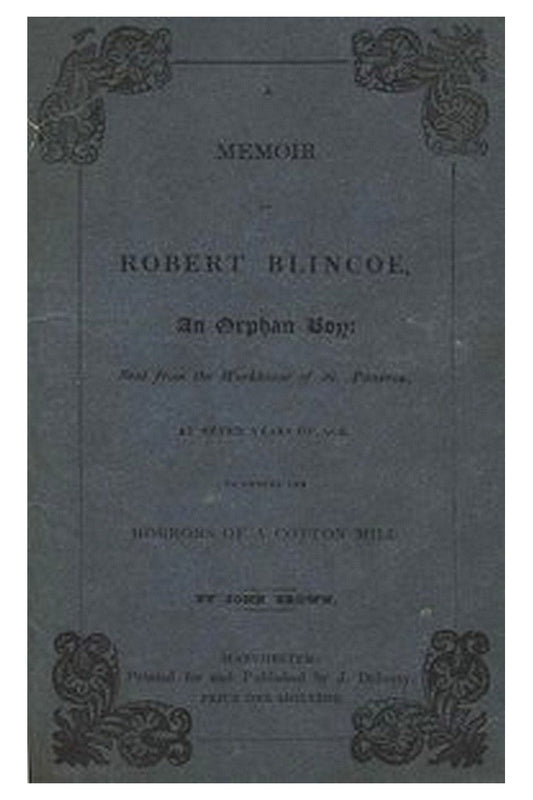 A
MEMOIR
OF
ROBERT BLINCOE,
An Orphan Boy:
Sent from the Workhouse of St. Pancras,
AT SEVEN YEARS OF AGE,
TO ENDURE THE
HORRORS OF A COTTON MILL
BY JOHN BROWN.
MANCHESTER:
Printed for and Published by J. Doherty
PRICE ONE SHILLING